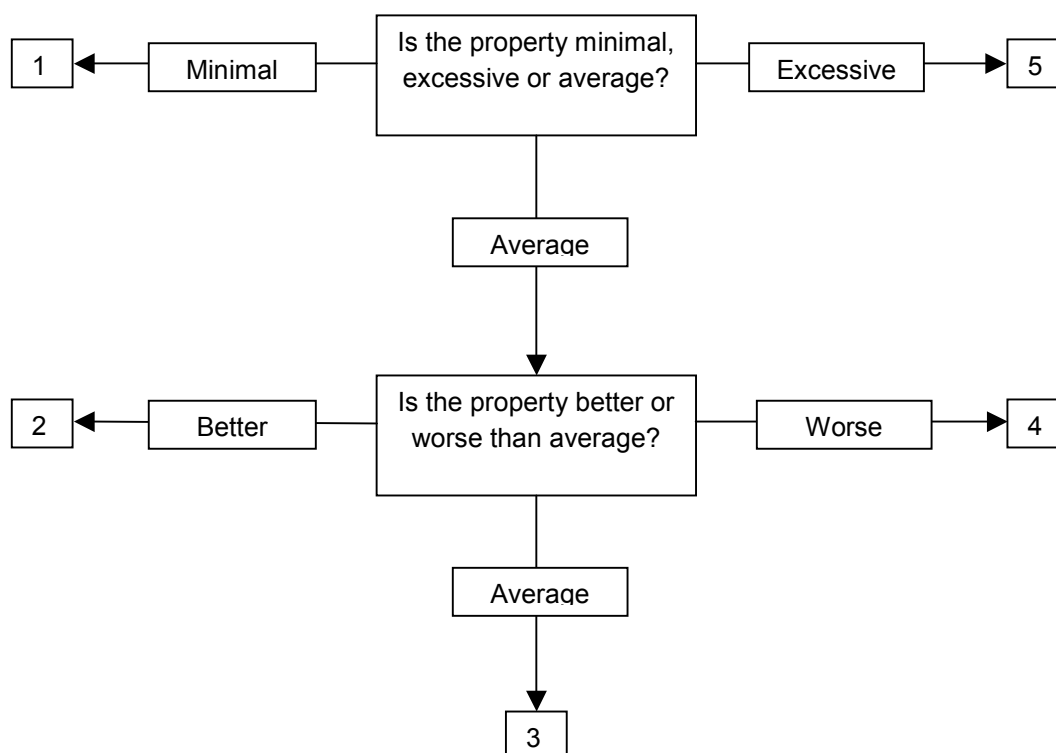 Is the property minimal,
excessive or average?
1
Minimal
Excessive
5
Average
Is the property better or
worse than average?
2
Better
Worse
4
Average
3